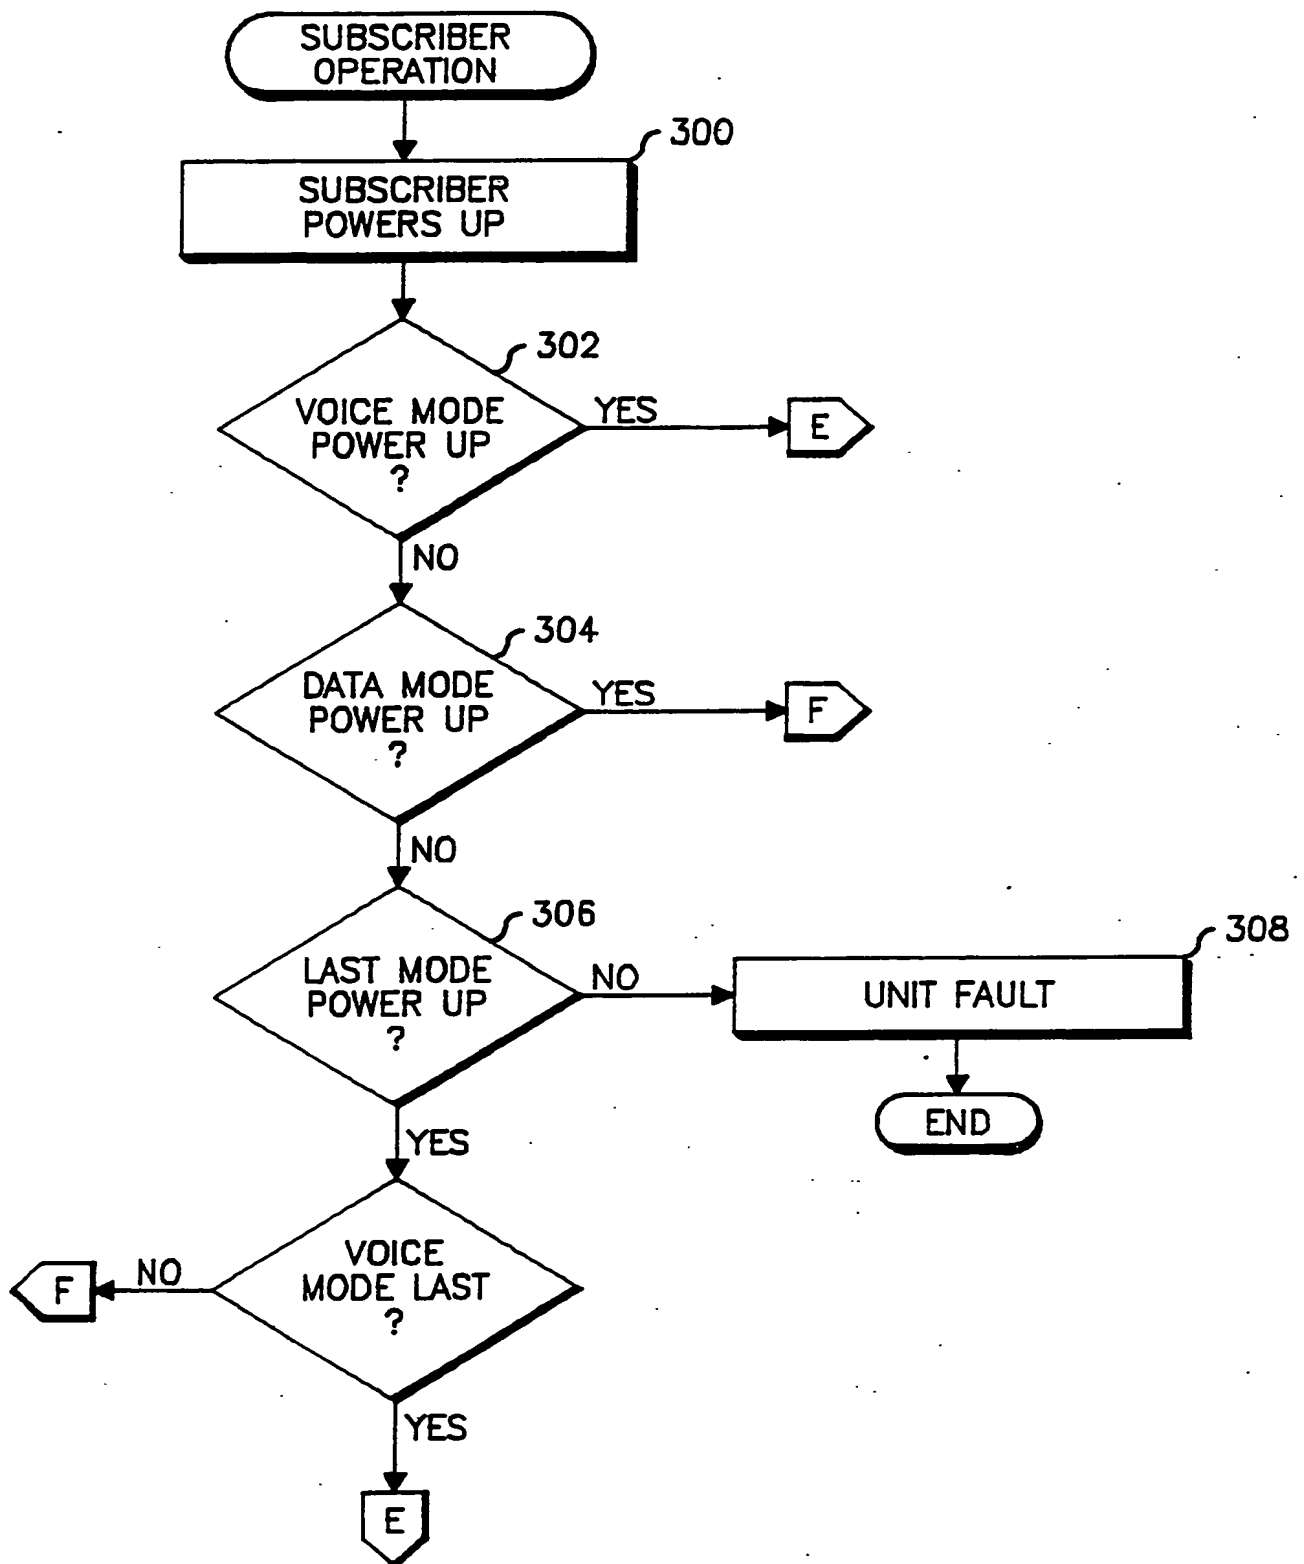 SUBSCRIBER
OPERATION
300
SUBSCRIBER
POWERS UP
302
VOICE MODE
POWER UP
?
YES
E
NO
304
DATA MODE
POWER UP
?
YES
F
NO
306
LAST MODE
POWER UP
?
NO
308
UNIT FAULT
END
YES
VOICE
MODE LAST
?
NO
F
YES
E